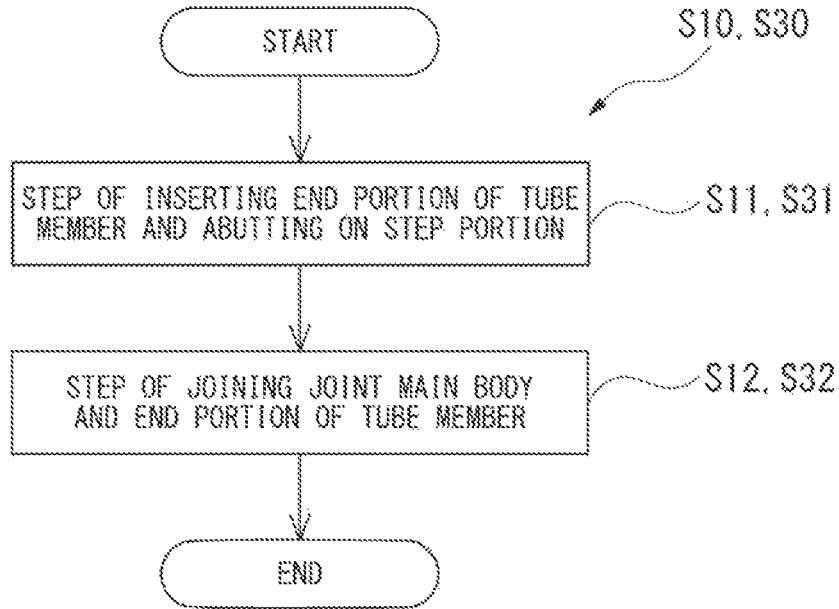 START
S10, S30
STEP OF INSERTING END PORTION OF TUBE
MEMBER AND ABUTTING ON STEP PORTION
S11, S31
STEP OF JOINING JOINT MAIN BODY
AND END PORTION OF TUBE MEMBER
S12, S32
END